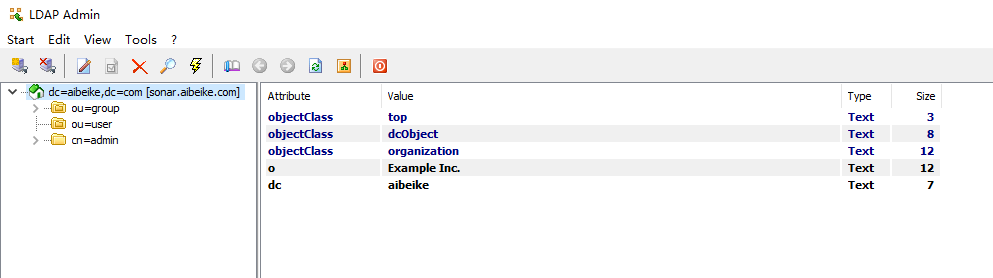 LDAP Admin
Start Edit View Tools ?
dc=aibeike,dc=com [sonar.aibeike.com]
ou=group
ou=user
cn=admin
Attribute Value Type Size
objectClass top Text 3
objectClass dcObject Text 8
objectClass organization Text 12
o Example Inc. Text 12
dc aibeike Text 7